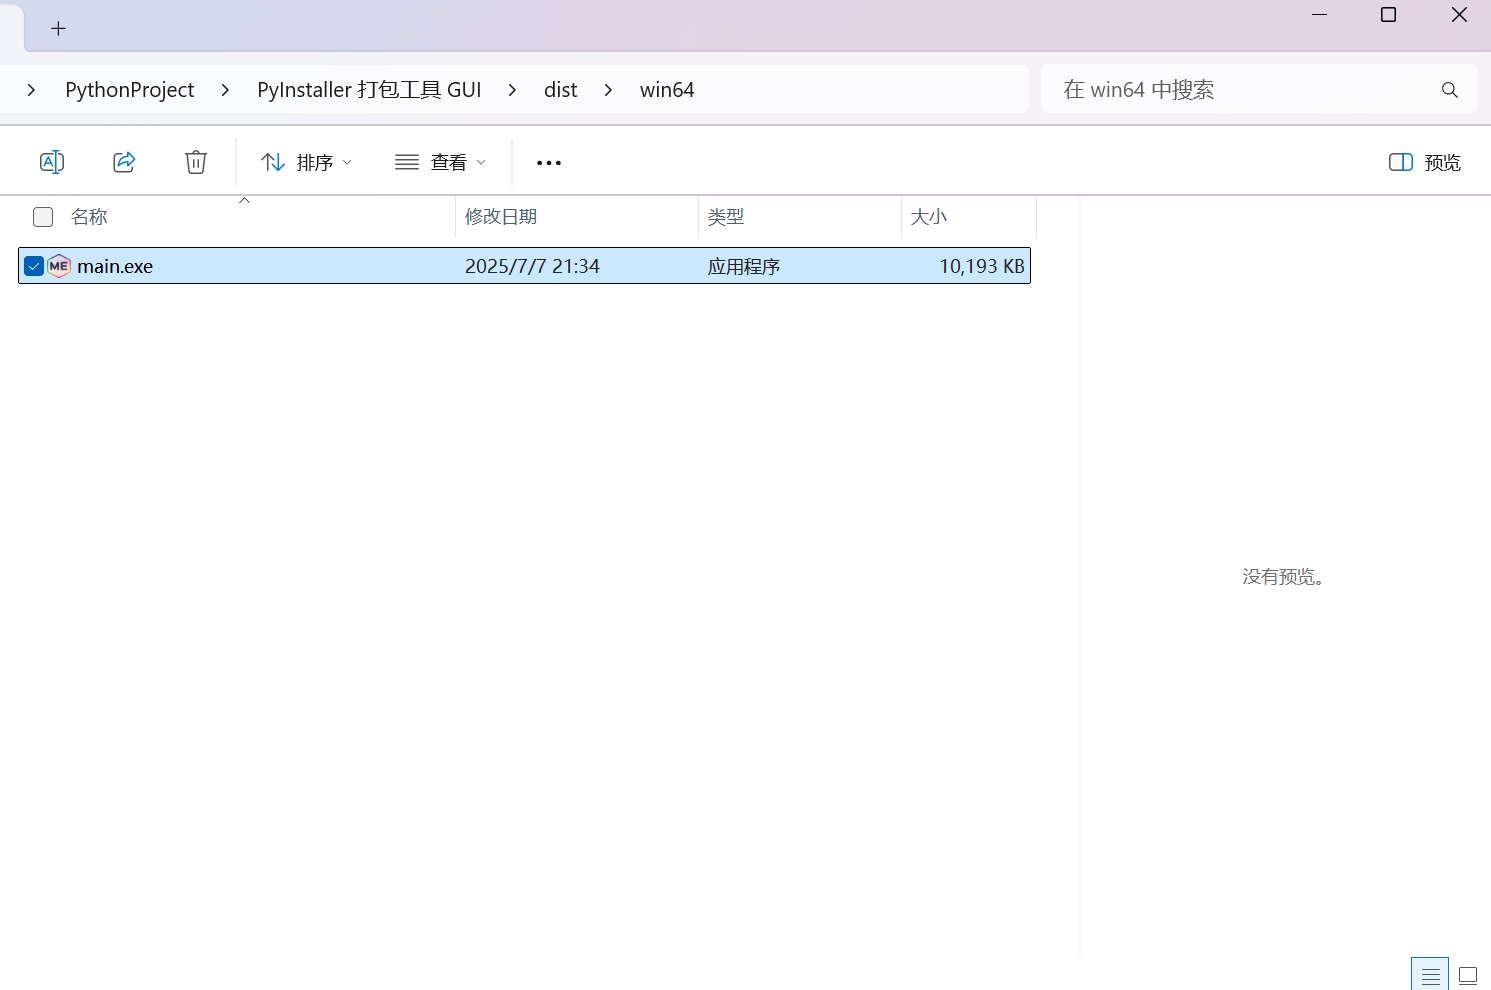 PythonProject > PyInstaller 打包工具 GUI > dist > win64
在 win64 中搜索
排序
查看
预览
名称 修改日期 类型 大小
ME main.exe 2025/7/7 21:34 应用程序 10,193 KB
没有预览。